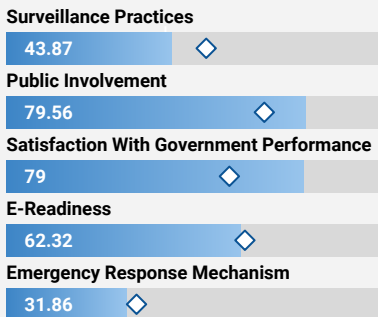 Surveillance Practices
43.87
Public Involvement
79.56
Satisfaction With Government Performance
79
E-Readiness
62.32
Emergency Response Mechanism
31.86